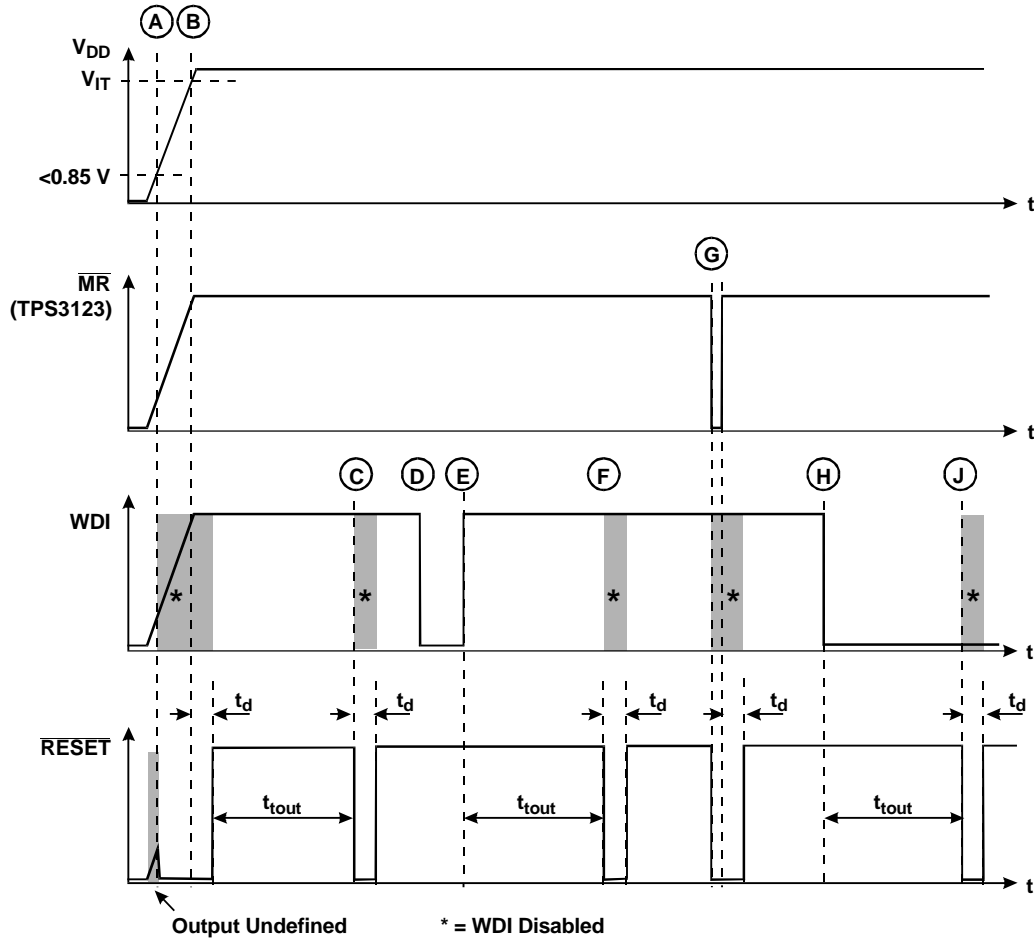 A B
VDD
VIT
<0.85 V
t
G
MR
(TPS3123)
t
C D E F H J
WDI
* * * * *
t
td td td td td
RESET
ttout ttout ttout
t
Output Undefined * = WDI Disabled